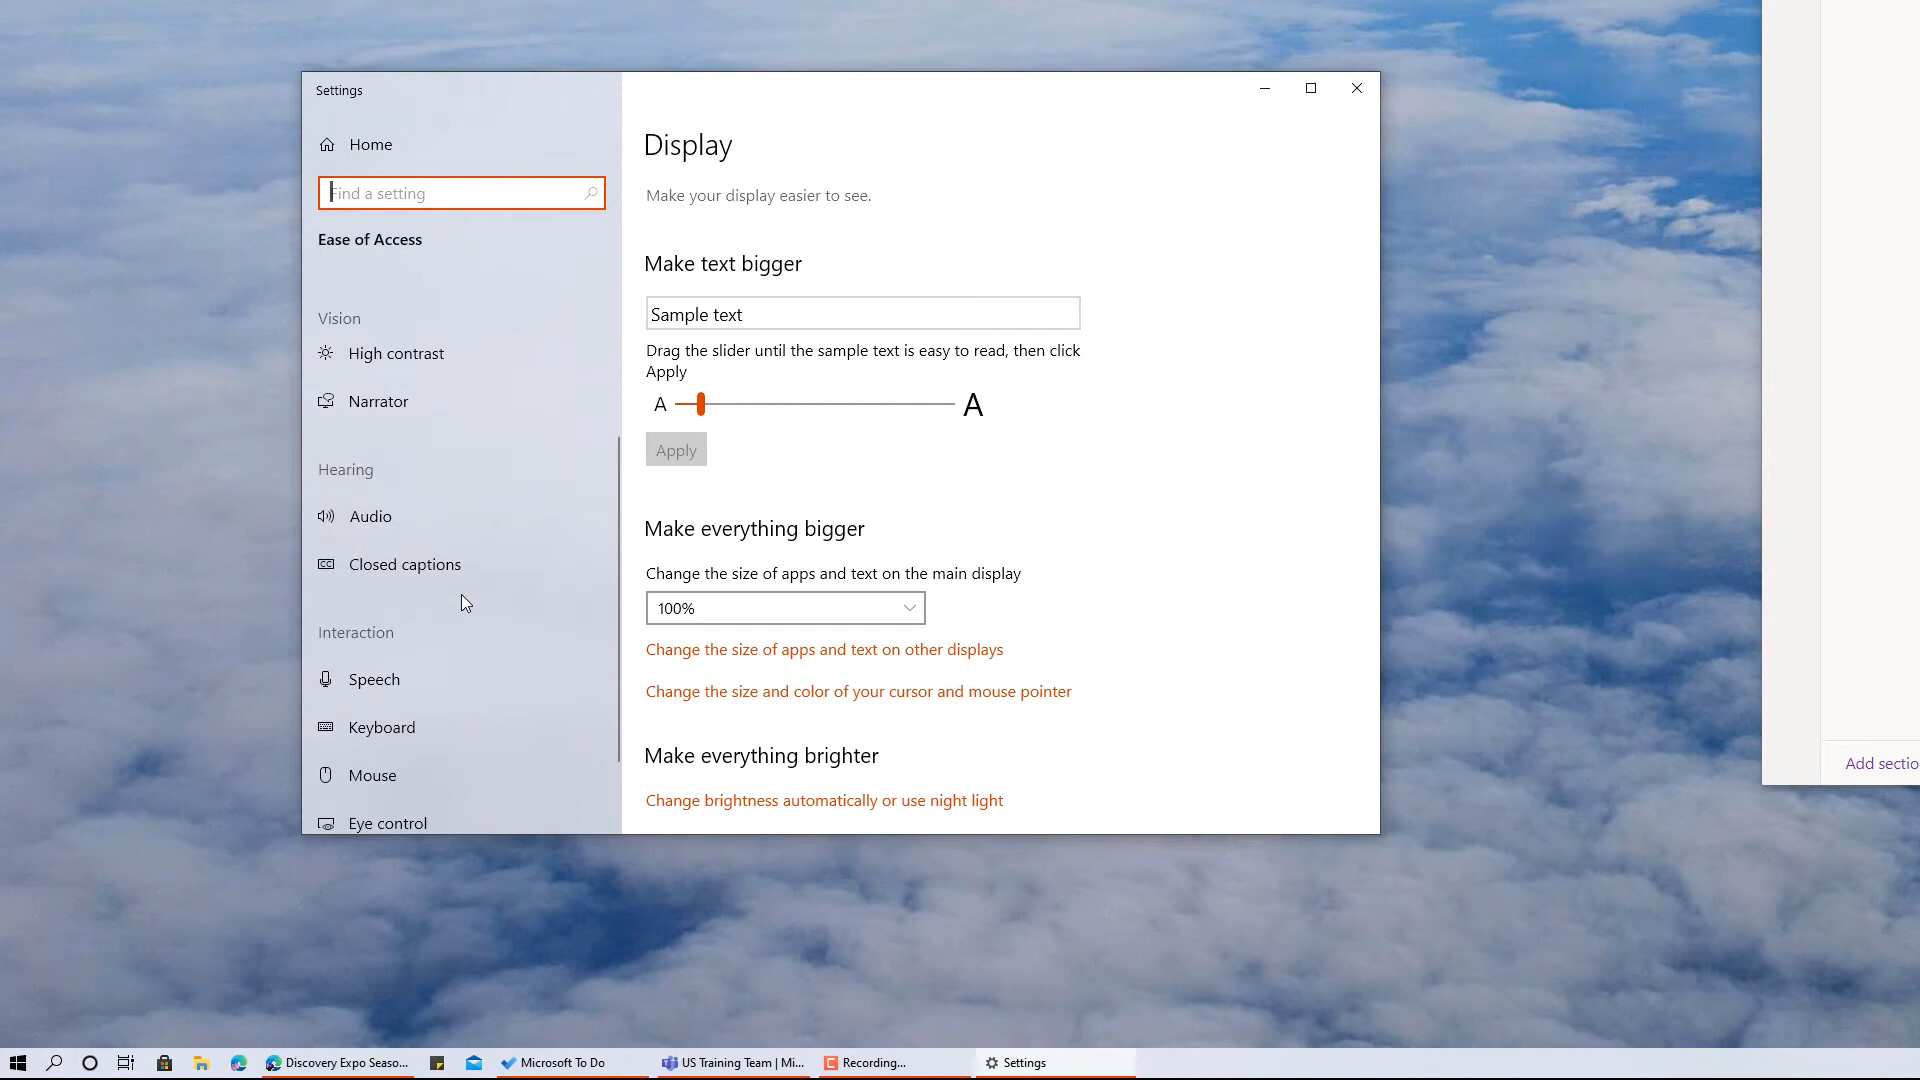 Settings
Home
Find a setting
Ease of Access
Vision
High contrast
Narrator
Hearing
Audio
Closed captions
Interaction
Speech
Keyboard
Mouse
Eye control
Display
Make your display easier to see.
Make text bigger
Sample text
Drag the slider until the sample text is easy to read, then click
Apply
A A
Apply
Make everything bigger
Change the size of apps and text on the main display
100%
Change the size of apps and text on other displays
Change the size and color of your cursor and mouse pointer
Make everything brighter
Change brightness automatically or use night light
Add sectio
Discovery Expo Seaso... Microsoft To Do US Training Team | Mi... Recording... Settings